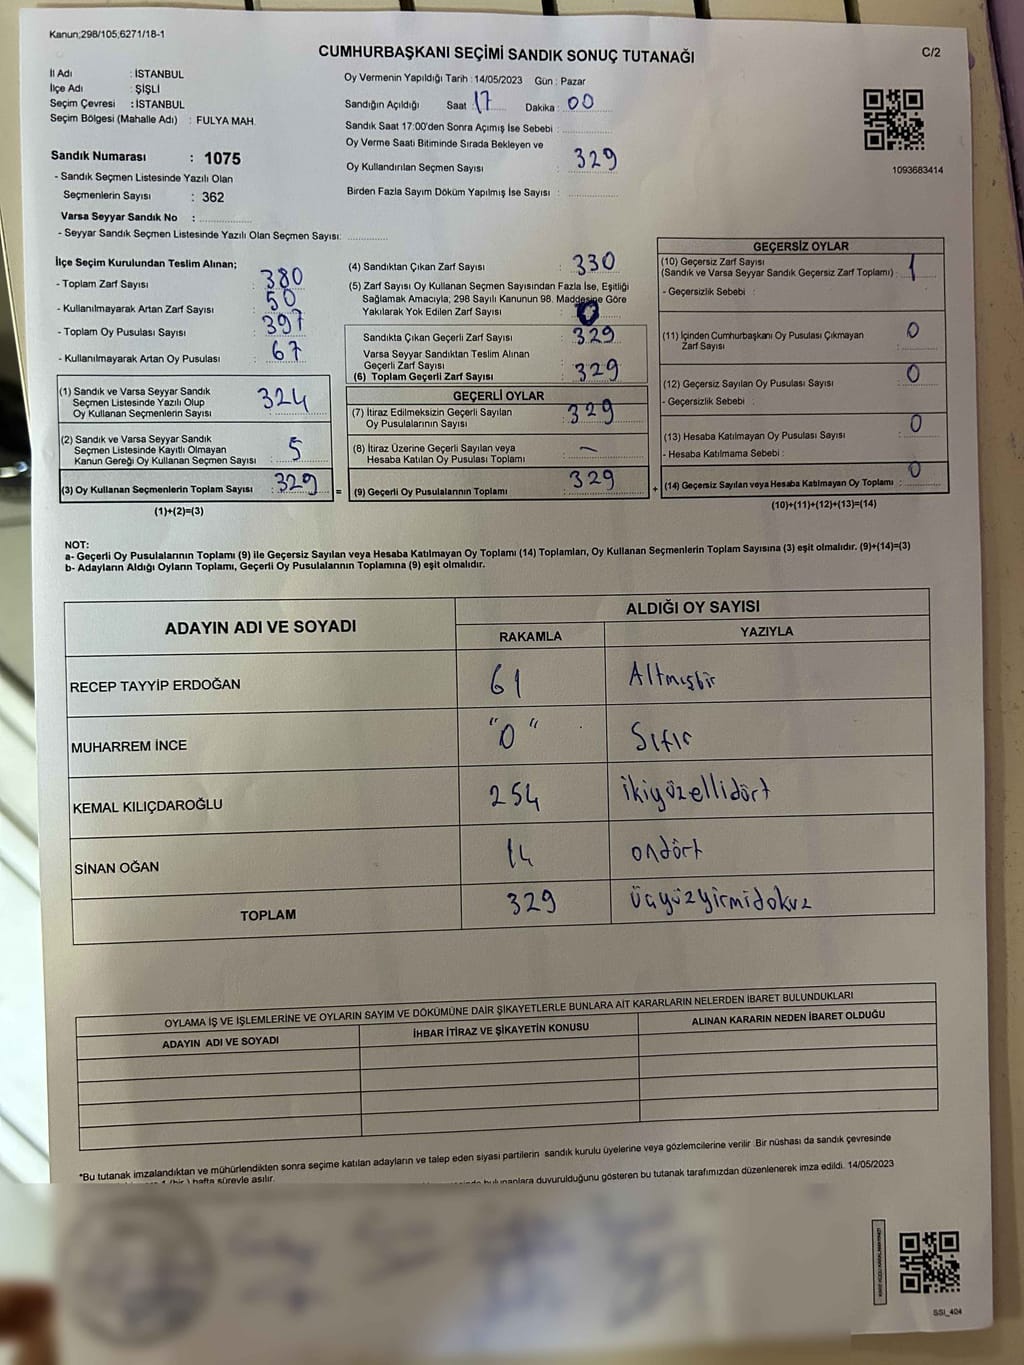 Kanun;298/105;6271/18-1
CUMHURBAŞKANI SEÇİMİ SANDIK SONUÇ TUTANAĞI
C/2
İl Adı : İSTANBUL
İlçe Adı : ŞİŞLİ
Seçim Çevresi : İSTANBUL
Seçim Bölgesi (Mahalle Adı) : FULYA MAH.
Sandık Numarası : 1075
- Sandık Seçmen Listesinde Yazılı Olan
Seçmenlerin Sayısı : 362
Varsa Seyyar Sandık No :
- Seyyar Sandık Seçmen Listesinde Yazılı Olan Seçmen Sayısı:
Oy Vermenin Yapıldığı Tarih : 14/05/2023 Gün : Pazar
Sandığın Açıldığı Saat : 17 Dakika : 00
Sandık Saat 17:00'den Sonra Açımış İse Sebebi :
Oy Verme Saati Bitiminde Sırada Bekleyen ve
Oy Kullandırılan Seçmen Sayısı : 329
Birden Fazla Sayım Döküm Yapılmış İse Sayısı :
1093683414
İlçe Seçim Kurulundan Teslim Alınan;
- Toplam Zarf Sayısı : 380
- Kullanılmayarak Artan Zarf Sayısı : 50
- Toplam Oy Pusulası Sayısı : 397
- Kullanılmayarak Artan Oy Pusulası : 67
(1) Sandık ve Varsa Seyyar Sandık
Seçmen Listesinde Yazılı Olup
Oy Kullanan Seçmenlerin Sayısı : 324
(2) Sandık ve Varsa Seyyar Sandık
Seçmen Listesinde Kayıtlı Olmayan
Kanun Gereği Oy Kullanan Seçmen Sayısı : 5
(3) Oy Kullanan Seçmenlerin Toplam Sayısı : 329
(1)+(2)=(3)
(4) Sandıktan Çıkan Zarf Sayısı : 330
(5) Zarf Sayısı Oy Kullanan Seçmen Sayısından Fazla İse, Eşitliği
Sağlamak Amacıyla, 298 Sayılı Kanunun 98. Maddesine Göre
Yakılarak Yok Edilen Zarf Sayısı : 0
Sandıkta Çıkan Geçerli Zarf Sayısı : 329
Varsa Seyyar Sandıktan Teslim Alınan
Geçerli Zarf Sayısı :
(6) Toplam Geçerli Zarf Sayısı : 329
GEÇERLİ OYLAR
(7) İtiraz Edilmeksizin Geçerli Sayılan
Oy Pusulalarının Sayısı : 329
(8) İtiraz Üzerine Geçerli Sayılan veya
Hesaba Katılan Oy Pusulası Toplamı : –
= (9) Geçerli Oy Pusulalarının Toplamı : 329
GEÇERSİZ OYLAR
(10) Geçersiz Zarf Sayısı
(Sandık ve Varsa Seyyar Sandık Geçersiz Zarf Toplamı) : 1
- Geçersizlik Sebebi :
(11) İçinden Cumhurbaşkanı Oy Pusulası Çıkmayan
Zarf Sayısı : 0
(12) Geçersiz Sayılan Oy Pusulası Sayısı : 0
- Geçersizlik Sebebi :
(13) Hesaba Katılmayan Oy Pusulası Sayısı : 0
- Hesaba Katılmama Sebebi :
+ (14) Geçersiz Sayılan veya Hesaba Katılmayan Oy Toplamı : 0
(10)+(11)+(12)+(13)=(14)
NOT:
a- Geçerli Oy Pusulalarının Toplamı (9) ile Geçersiz Sayılan veya Hesaba Katılmayan Oy Toplamı (14) Toplamları, Oy Kullanan Seçmenlerin Toplam Sayısına (3) eşit olmalıdır. (9)+(14)=(3)
b- Adayların Aldığı Oyların Toplamı, Geçerli Oy Pusulalarının Toplamına (9) eşit olmalıdır.
ADAYIN ADI VE SOYADI
ALDIĞI OY SAYISI
RAKAMLA YAZIYLA
RECEP TAYYİP ERDOĞAN 61 Altmışbir
MUHARREM İNCE "0" Sıfır
KEMAL KILIÇDAROĞLU 254 ikiyüzellidört
SİNAN OĞAN 14 ondört
TOPLAM 329 üçyüzyirmidokuz
OYLAMA İŞ VE İŞLEMLERİNE VE OYLARIN SAYIM VE DÖKÜMÜNE DAİR ŞİKAYETLERLE BUNLARA AİT KARARLARIN NELERDEN İBARET BULUNDUKLARI
ADAYIN ADI VE SOYADI İHBAR İTİRAZ VE ŞİKAYETİN KONUSU ALINAN KARARIN NEDEN İBARET OLDUĞU
*Bu tutanak imzalandıktan ve mühürlendikten sonra seçime katılan adayların ve talep eden siyasi partilerin sandık kurulu üyelerine veya gözlemcilerine verilir. Bir nüshası da sandık çevresinde
1 (bir ) hafta süreyle asılır.
bulunanlara duyurulduğunu gösteren bu tutanak tarafımızdan düzenlenerek imza edildi. 14/05/2023
SSI_404